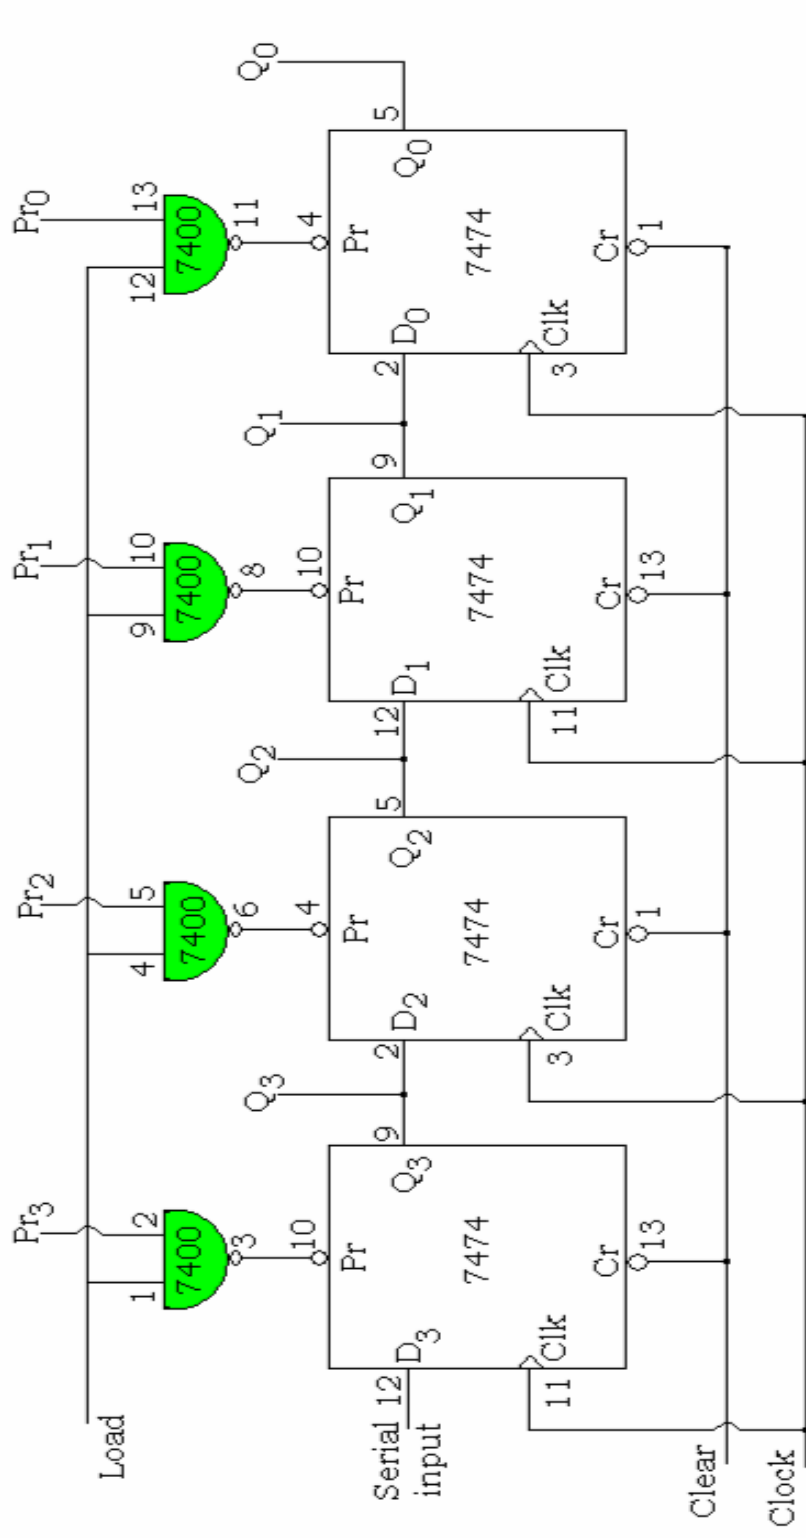 Pr3 Pr2 Pr1 Pr0
Load 1 2 4 5 9 10 12 13
7400 7400 7400 7400
3 6 8 11
Q3 Q2 Q1 Q0
10 4 10 4
Pr Pr Pr Pr
Serial 12 D3 Q3 9 2 D2 Q2 5 12 D1 Q1 9 2 D0 Q0 5
input
7474 7474 7474 7474
Clk Cr Clk Cr Clk Cr Clk Cr
11 13 3 1 11 13 3 1
Clear
Clock